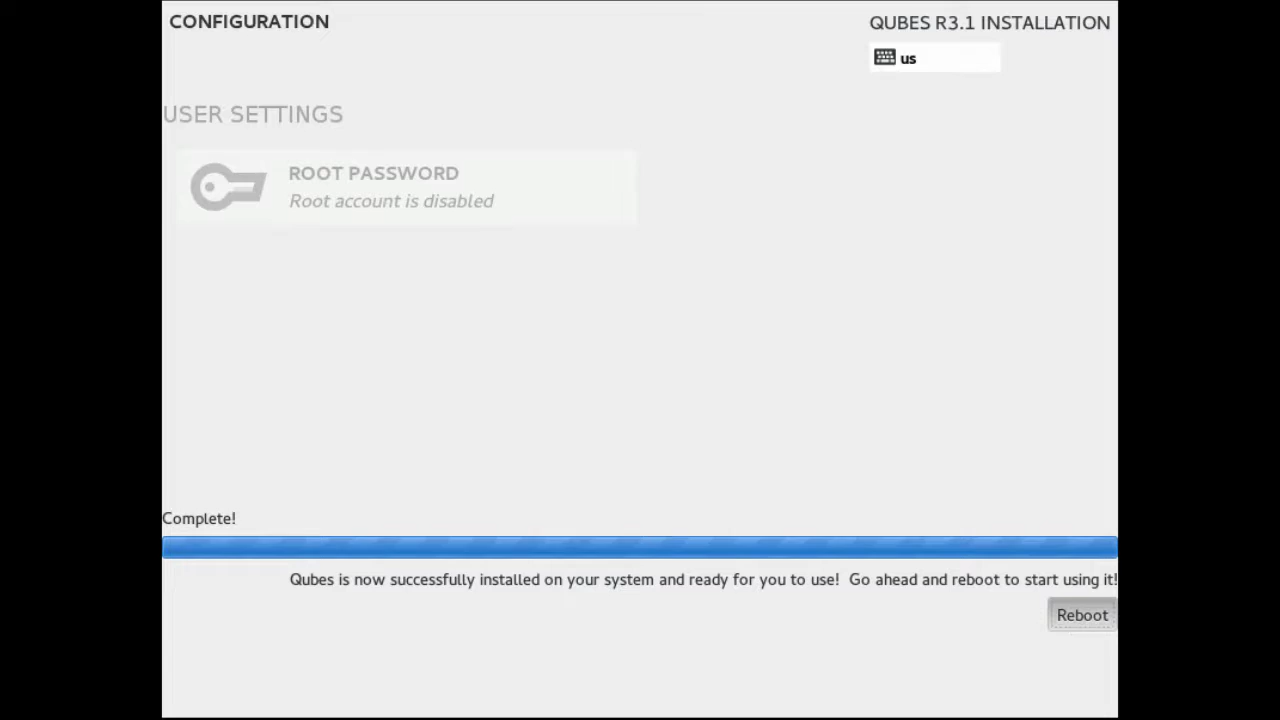 CONFIGURATION
QUBES R3.1 INSTALLATION
us
USER SETTINGS
ROOT PASSWORD
Root account is disabled
Complete!
Qubes is now successfully installed on your system and ready for you to use!  Go ahead and reboot to start using it!
Reboot